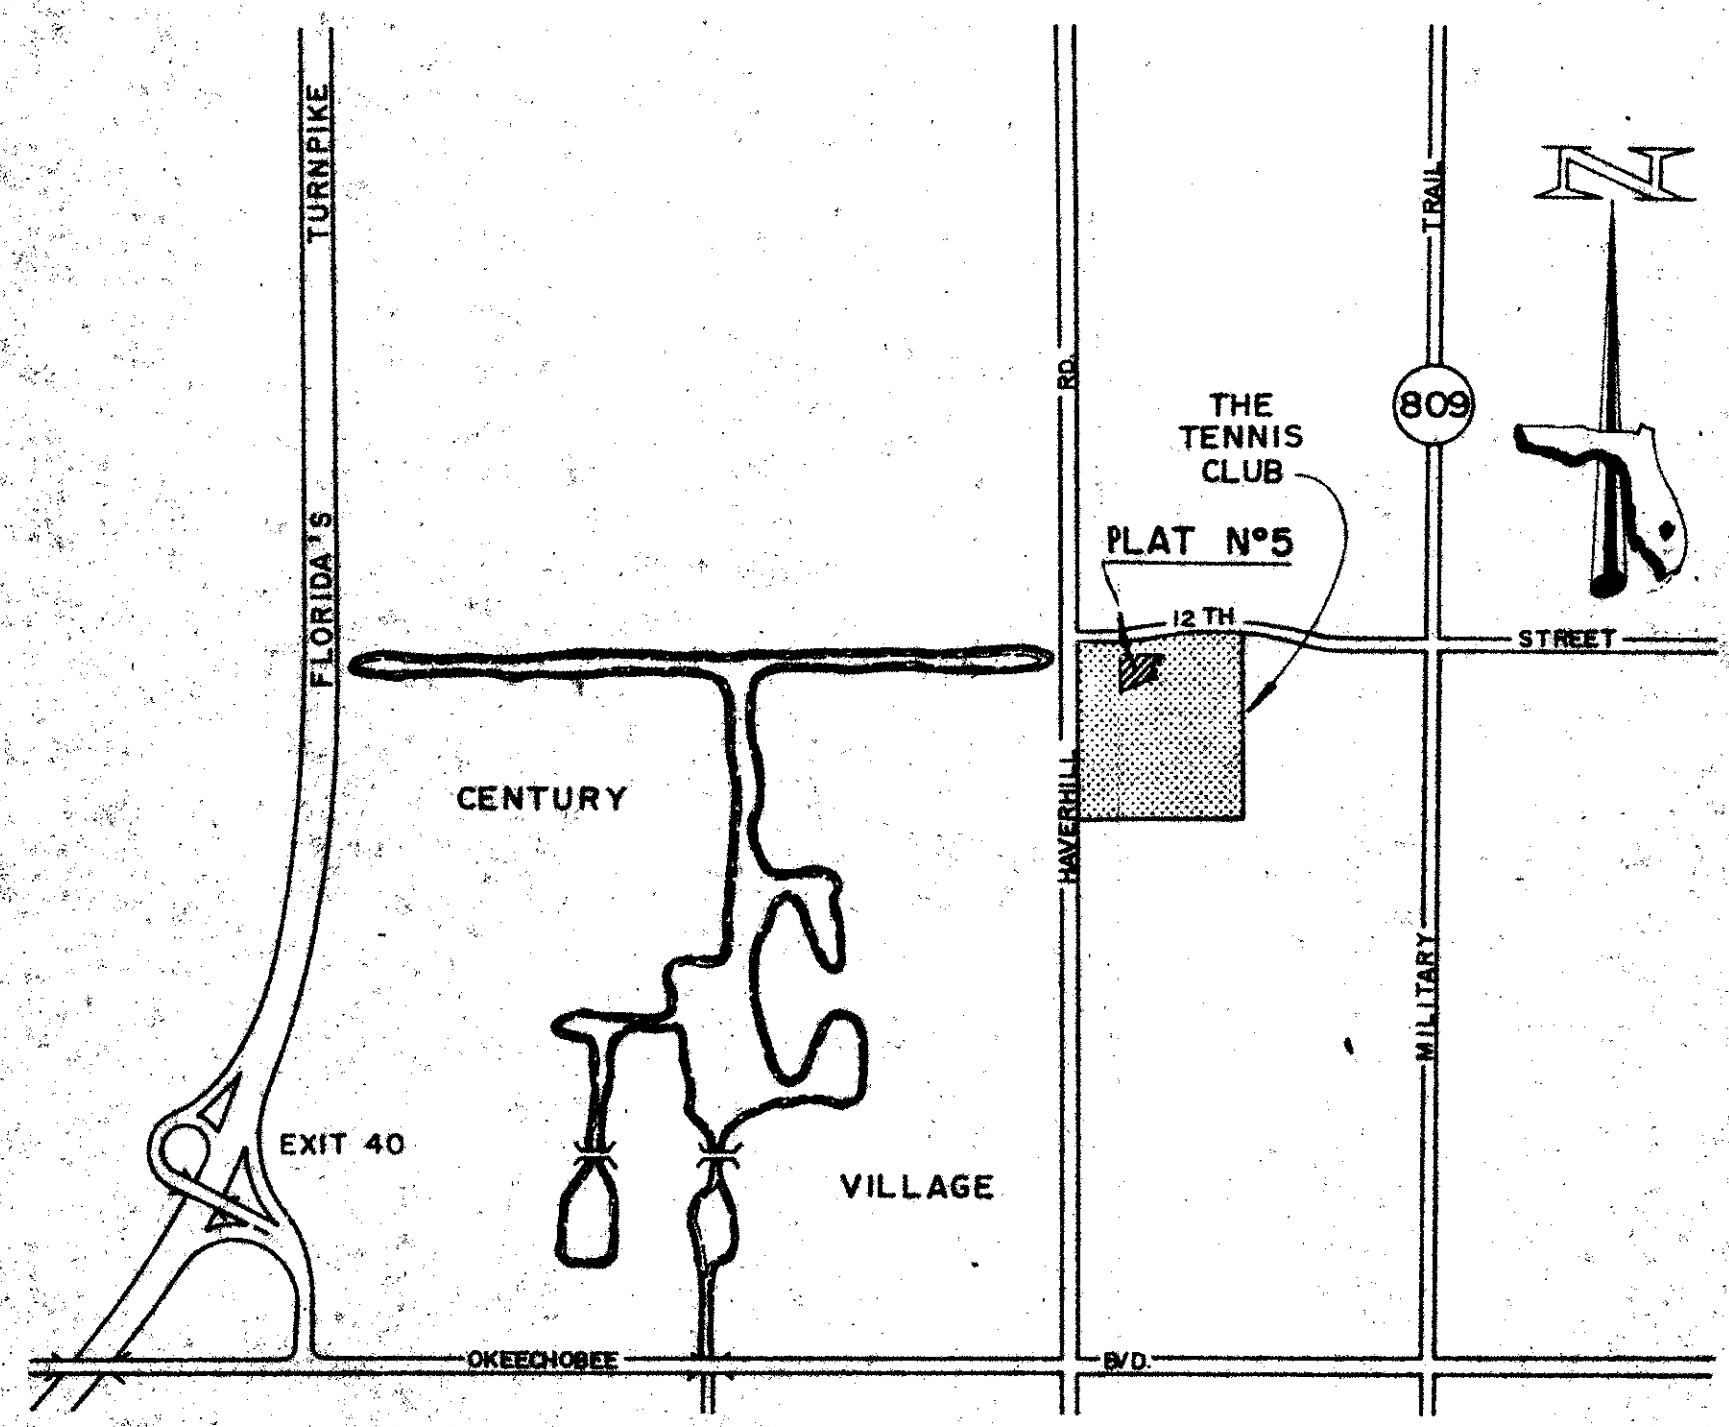 TURNPIKE
FLORIDA'S
TRAIL
N
RD.
809
THE
TENNIS
CLUB
PLAT Nº5
12 TH
STREET
CENTURY
HAVERHILL
MILITARY
EXIT 40
VILLAGE
OKEECHOBEE
BVD.